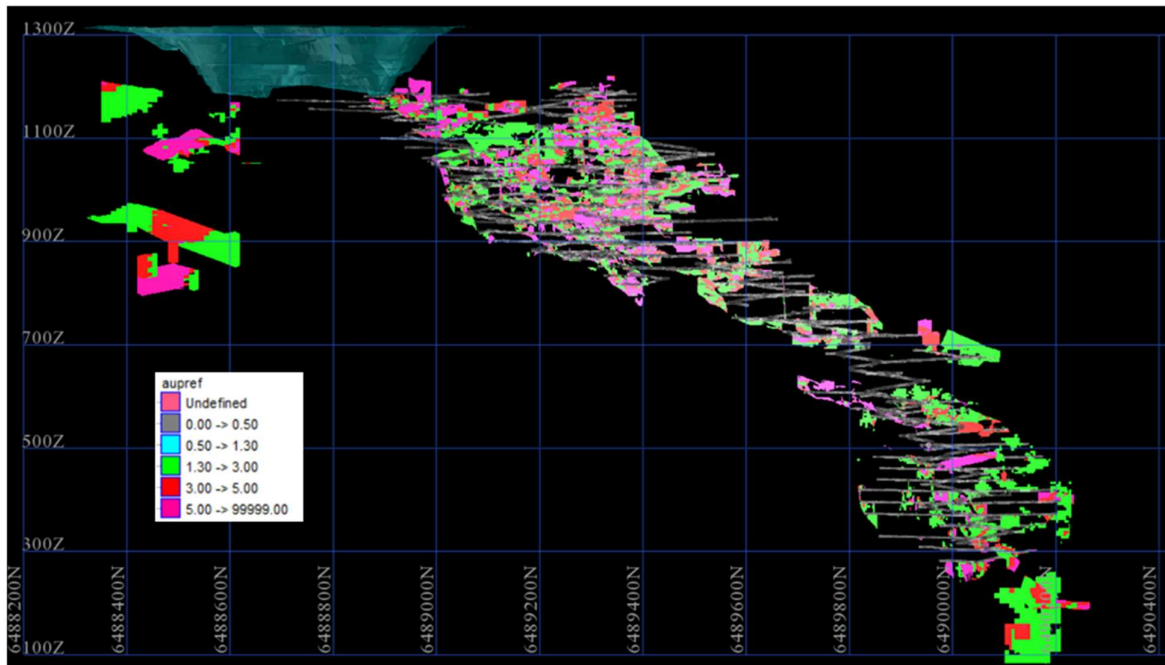 1300Z
1100Z
900Z
700Z
aupref
Undefined
0.00 -> 0.50
0.50 -> 1.30
1.30 -> 3.00
3.00 -> 5.00
5.00 -> 99999.00
500Z
300Z
100Z
6488200N
6488400N
6488600N
6488800N
6489000N
6489200N
6489400N
6489600N
6489800N
6490000N
6490400N